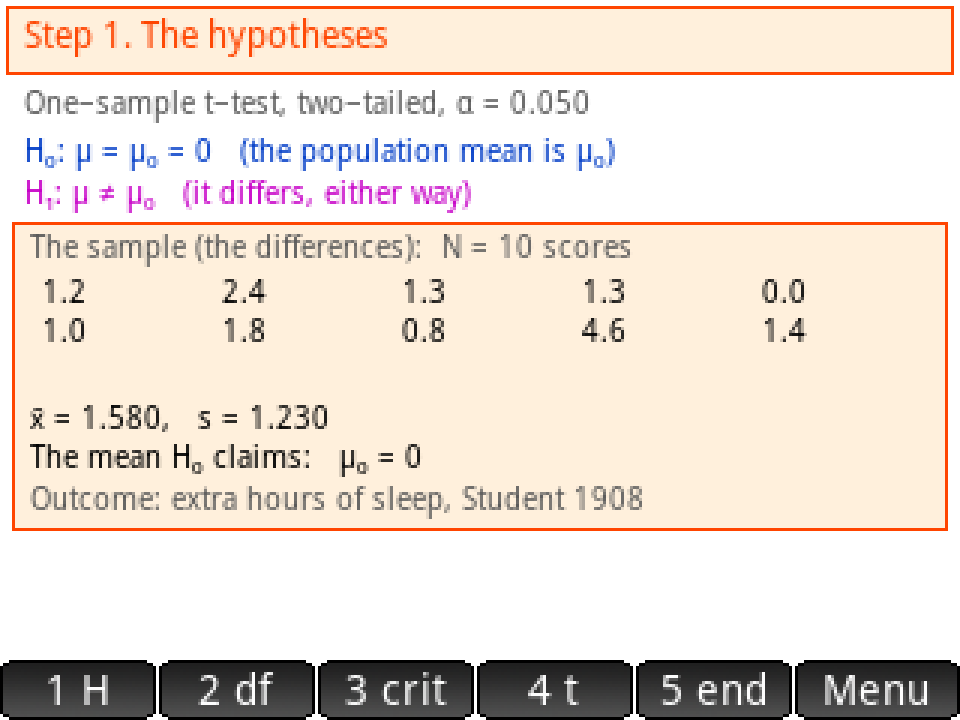 Step 1. The hypotheses
One−sample t−test, two−tailed, α = 0.050
H₀: μ = μ₀ = 0 (the population mean is μ₀)
H₁: μ ≠ μ₀ (it differs, either way)
The sample (the differences): N = 10 scores
1.2 2.4 1.3 1.3 0.0
1.0 1.8 0.8 4.6 1.4
x̄ = 1.580, s = 1.230
The mean H₀ claims: μ₀ = 0
Outcome: extra hours of sleep, Student 1908
1 H 2 df 3 crit 4 t 5 end Menu